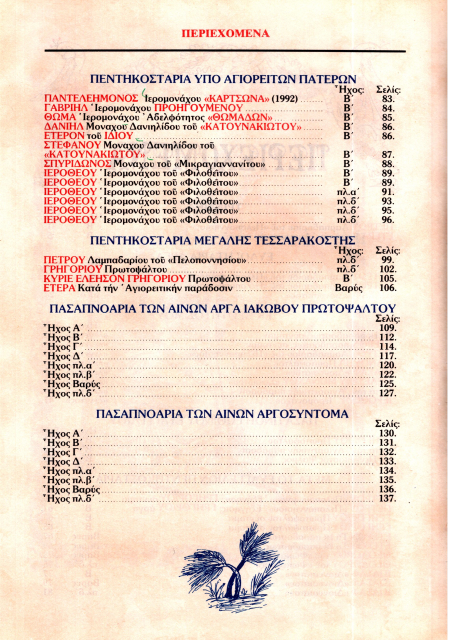 ΠΕΡΙΕΧΟΜΕΝΑ
ΠΕΝΤΗΚΟΣΤΑΡΙΑ ΥΠΟ ΑΓΙΟΡΕΙΤΩΝ ΠΑΤΕΡΩΝ
Ἦχος: Σελίς:
ΠΑΝΤΕΛΕΗΜΟΝΟΣ Ἱερομονάχου «ΚΑΡΤΣΩΝΑ» (1992) ........ Β΄ 83.
ΓΑΒΡΙΗΛ Ἱερομονάχου ΠΡΟΗΓΟΥΜΕΝΟΥ ........ Β΄ 84.
ΘΩΜΑ Ἱερομονάχου Ἀδελφότητος «ΘΩΜΑΔΩΝ» ........ Β΄ 85.
ΔΑΝΙΗΛ Μοναχοῦ Δανιηλίδου τοῦ «ΚΑΤΟΥΝΑΚΙΩΤΟΥ» ........ Β΄ 86.
ΕΤΕΡΟΝ τοῦ ΙΔΙΟΥ ........ Β΄ 86.
ΣΤΕΦΑΝΟΥ Μοναχοῦ Δανιηλίδου τοῦ
«ΚΑΤΟΥΝΑΚΙΩΤΟΥ» ........ Β΄ 87.
ΣΠΥΡΙΔΩΝΟΣ Μοναχοῦ τοῦ «Μικραγιαννανίτου» ........ Β΄ 88.
ΙΕΡΟΘΕΟΥ Ἱερομονάχου τοῦ «Φιλοθεΐτου» ........ Β΄ 89.
ΙΕΡΟΘΕΟΥ Ἱερομονάχου τοῦ «Φιλοθεΐτου» ........ Β΄ 89.
ΙΕΡΟΘΕΟΥ Ἱερομονάχου τοῦ «Φιλοθεΐτου» ........ πλ.α΄ 91.
ΙΕΡΟΘΕΟΥ Ἱερομονάχου τοῦ «Φιλοθεΐτου» ........ πλ.δ΄ 93.
ΙΕΡΟΘΕΟΥ Ἱερομονάχου τοῦ «Φιλοθεΐτου» ........ πλ.δ΄ 95.
ΙΕΡΟΘΕΟΥ Ἱερομονάχου τοῦ «Φιλοθεΐτου» ........ πλ.δ΄ 96.
ΠΕΝΤΗΚΟΣΤΑΡΙΑ ΜΕΓΑΛΗΣ ΤΕΣΣΑΡΑΚΟΣΤΗΣ
Ἦχος: Σελίς:
ΠΕΤΡΟΥ Λαμπαδαρίου τοῦ «Πελοποννησίου» ........ πλ.δ΄ 99.
ΓΡΗΓΟΡΙΟΥ Πρωτοψάλτου ........ πλ.δ΄ 102.
ΚΥΡΙΕ ΕΛΕΗΣΟΝ ΓΡΗΓΟΡΙΟΥ Πρωτοψάλτου ........ Β΄ 105.
ΕΤΕΡΑ Κατά τήν Ἁγιορειτικήν παράδοσιν ........ Βαρύς 106.
ΠΑΣΑΠΝΟΑΡΙΑ ΤΩΝ ΑΙΝΩΝ ΑΡΓΑ ΙΑΚΩΒΟΥ ΠΡΩΤΟΨΑΛΤΟΥ
Σελίς:
Ἦχος Α΄ ........ 109.
Ἦχος Β΄ ........ 112.
Ἦχος Γ΄ ........ 114.
Ἦχος Δ΄ ........ 117.
Ἦχος πλ.α΄ ........ 120.
Ἦχος πλ.β΄ ........ 122.
Ἦχος Βαρύς ........ 125.
Ἦχος πλ.δ΄ ........ 127.
ΠΑΣΑΠΝΟΑΡΙΑ ΤΩΝ ΑΙΝΩΝ ΑΡΓΟΣΥΝΤΟΜΑ
Σελίς:
Ἦχος Α΄ ........ 130.
Ἦχος Β΄ ........ 131.
Ἦχος Γ΄ ........ 132.
Ἦχος Δ΄ ........ 133.
Ἦχος πλ.α΄ ........ 134.
Ἦχος πλ.β΄ ........ 135.
Ἦχος Βαρύς ........ 136.
Ἦχος πλ.δ΄ ........ 137.